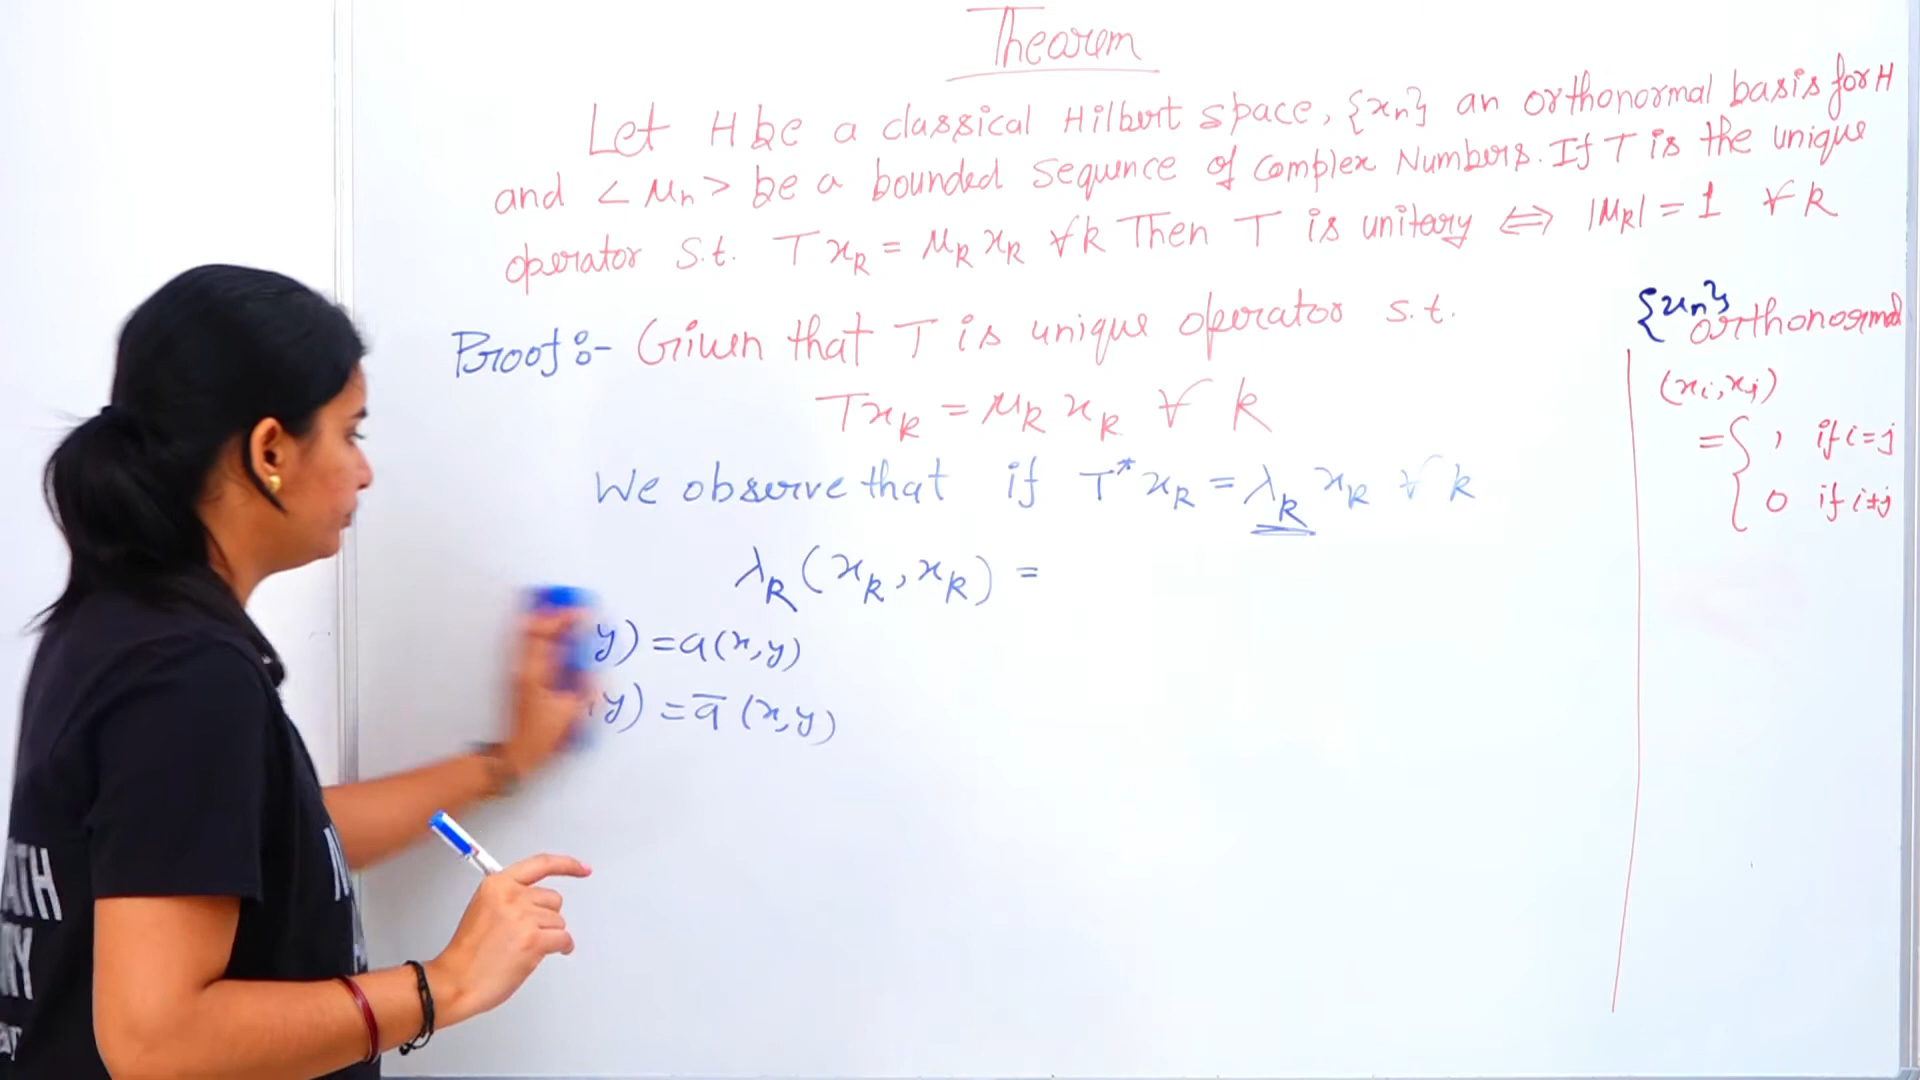 Theorem
Let H be a classical Hilbert space, {xn} an orthonormal basis for H
and < μn > be a bounded sequence of Complex Numbers. If T is the unique
operator s.t. T xk = μk xk ∀k Then T is unitary ⇔ |μk| = 1 ∀ k
Proof :- Given that T is unique operator s.t.
Txk = μk xk ∀ k
We observe that if T* xk = λk xk ∀ k
λk (xk, xk) =
y) = a(x,y)
y) = a̅ (x,y)
{xn}
orthonormal
(xi, xj)
= { 1 if i=j
0 if i≠j
ATH